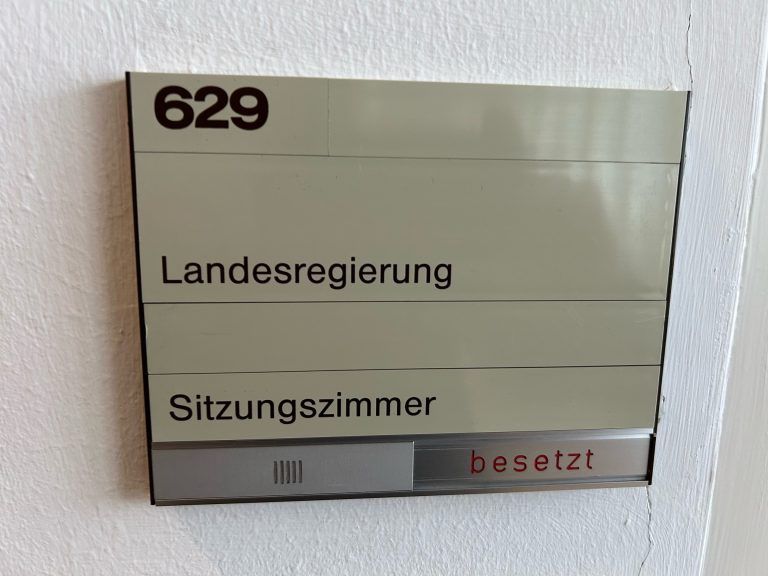 629
Landesregierung
Sitzungszimmer
besetzt